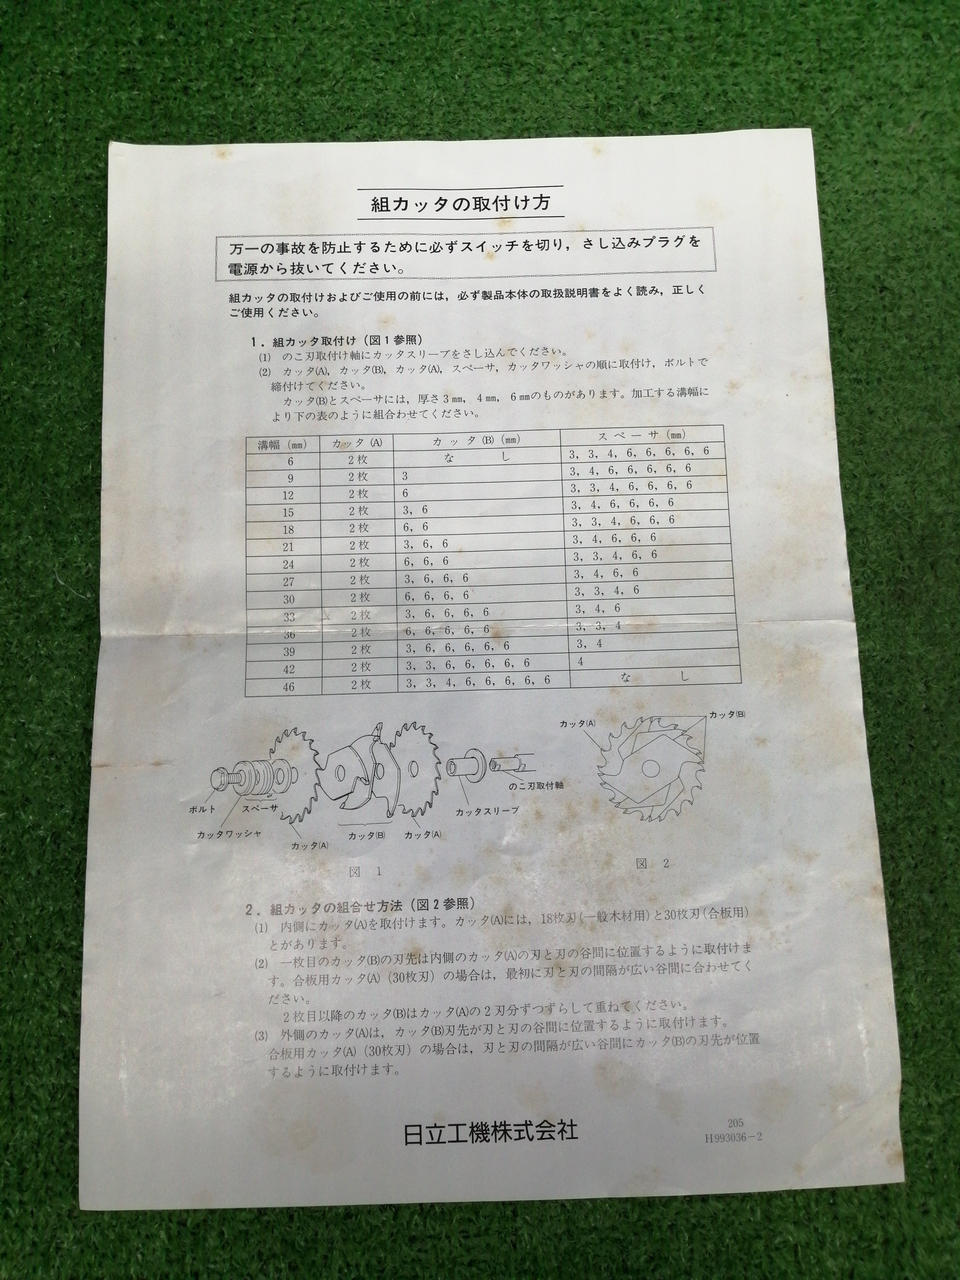 組カッタの取付け方
万一の事故を防止するために必ずスイッチを切り，さし込みプラグを
電源から抜いてください。
組カッタの取付けおよびご使用の前には，必ず製品本体の取扱説明書をよく読み，正しく
ご使用ください。
1．組カッタ取付け（図1参照）
(1) のこ刃取付け軸にカッタスリーブをさし込んでください。
(2) カッタ(A)，カッタ(B)，カッタ(A)，スペーサ，カッタワッシャの順に取付け，ボルトで
締付けてください。
カッタ(B)とスペーサには，厚さ3㎜，4㎜，6㎜のものがあります。加工する溝幅に
より下の表のように組合わせてください。
溝幅 (㎜) カッタ(A) カッタ(B) (㎜) スペーサ (㎜)
6 2枚 なし 3，3，4，6，6，6，6，6
9 2枚 3 3，4，6，6，6，6，6
12 2枚 6 3，3，4，6，6，6，6
15 2枚 3，6 3，4，6，6，6，6
18 2枚 6，6 3，3，4，6，6，6
21 2枚 3，6，6 3，4，6，6，6
24 2枚 6，6，6 3，3，4，6，6
27 2枚 3，6，6，6 3，4，6，6
30 2枚 6，6，6，6 3，3，4，6
33 2枚 3，6，6，6，6 3，4，6
36 2枚 6，6，6，6，6 3，3，4
39 2枚 3，6，6，6，6，6 3，4
42 2枚 3，3，6，6，6，6，6 4
46 2枚 3，3，4，6，6，6，6，6 なし
ボルト
スペーサ
カッタワッシャ
カッタ(A)
カッタ(B)
カッタ(A)
カッタスリーブ
のこ刃取付軸
図 1
カッタ(A)
カッタ(B)
図 2
2．組カッタの組合せ方法（図2参照）
(1) 内側にカッタ(A)を取付けます。カッタ(A)には，18枚刃(一般木材用)と30枚刃(合板用)
とがあります。
(2) 一枚目のカッタ(B)の刃先は内側のカッタ(A)の刃と刃の谷間に位置するように取付けま
す。合板用カッタ(A)（30枚刃）の場合は，最初に刃と刃の間隔が広い谷間に合わせてく
ださい。
2枚目以降のカッタ(B)はカッタ(A)の2刃分ずつずらして重ねてください。
(3) 外側のカッタ(A)は，カッタ(B)刃先が刃と刃の谷間に位置するように取付けます。
合板用カッタ(A)（30枚刃）の場合は，刃と刃の間隔が広い谷間にカッタ(B)の刃先が位置
するように取付けます。
日立工機株式会社
205
H993036-2